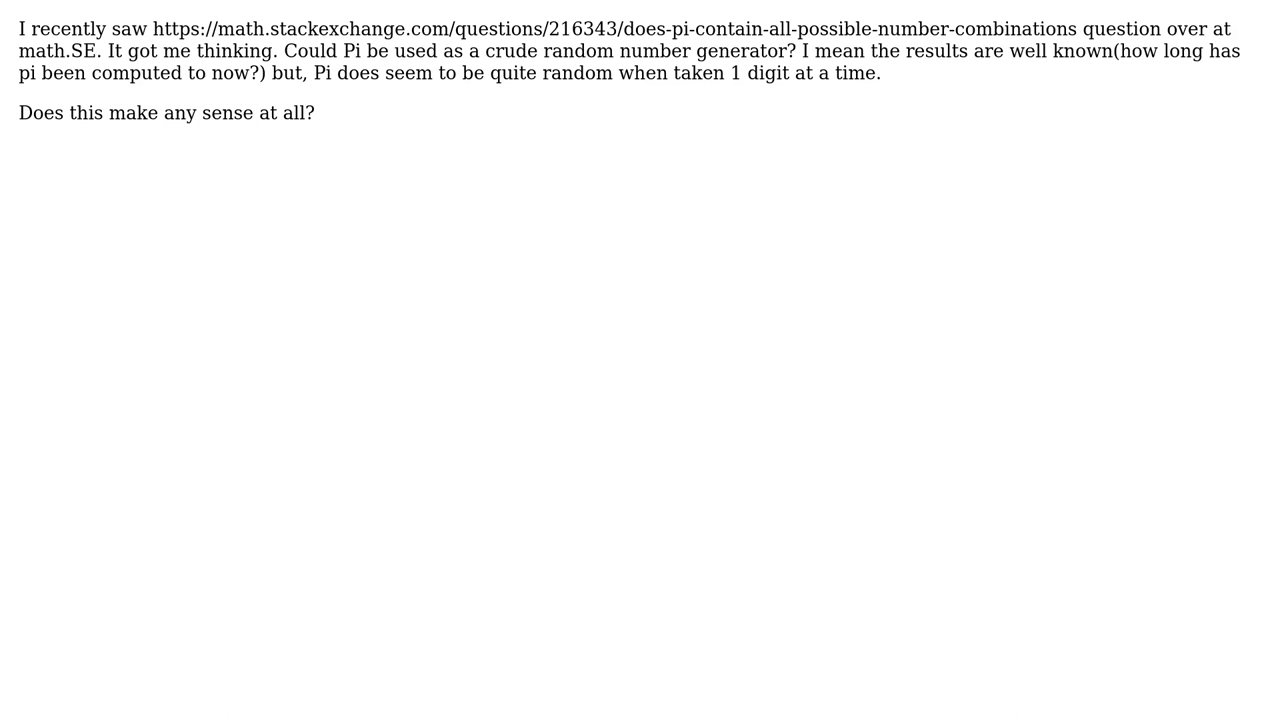 I recently saw https://math.stackexchange.com/questions/216343/does-pi-contain-all-possible-number-combinations question over at
math.SE. It got me thinking. Could Pi be used as a crude random number generator? I mean the results are well known(how long has
pi been computed to now?) but, Pi does seem to be quite random when taken 1 digit at a time.
Does this make any sense at all?